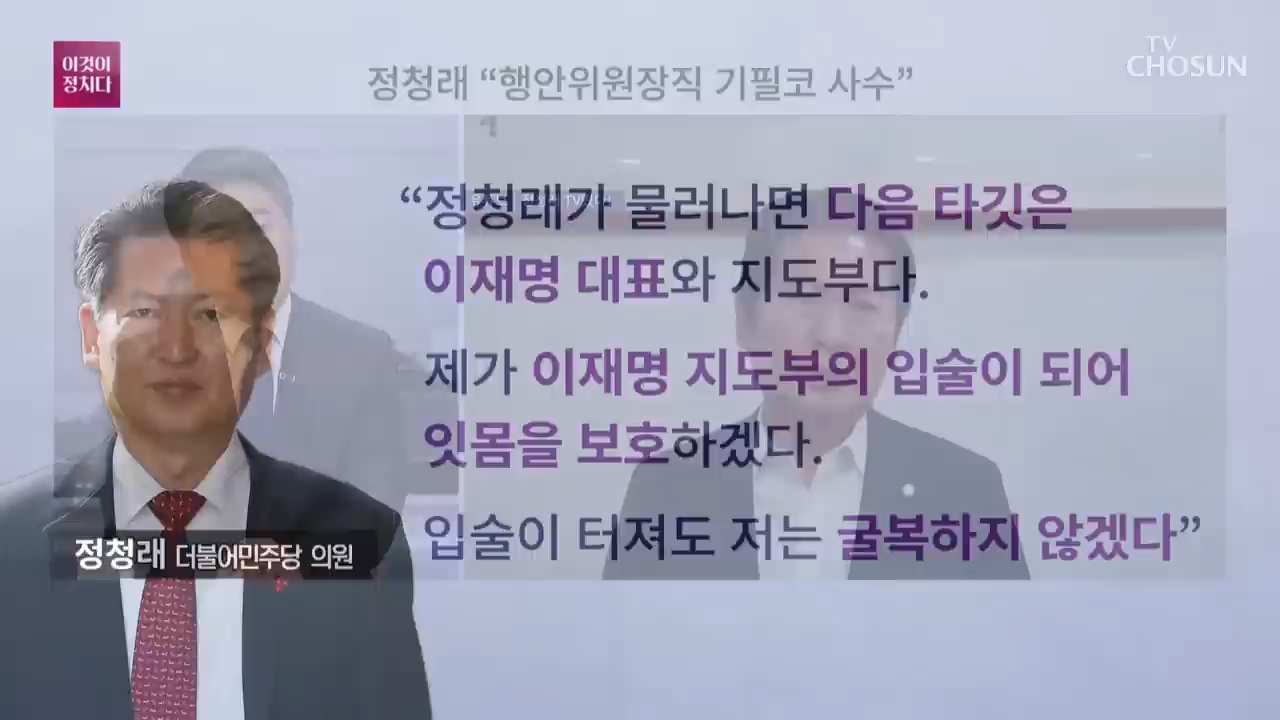 이것이
정치다
TV
CHOSUN
정청래 “행안위원장직 기필코 사수”
“정청래가 물러나면 다음 타깃은
이재명 대표와 지도부다.
제가 이재명 지도부의 입술이 되어
잇몸을 보호하겠다.
입술이 터져도 저는 굴복하지 않겠다”
정청래 더불어민주당 의원